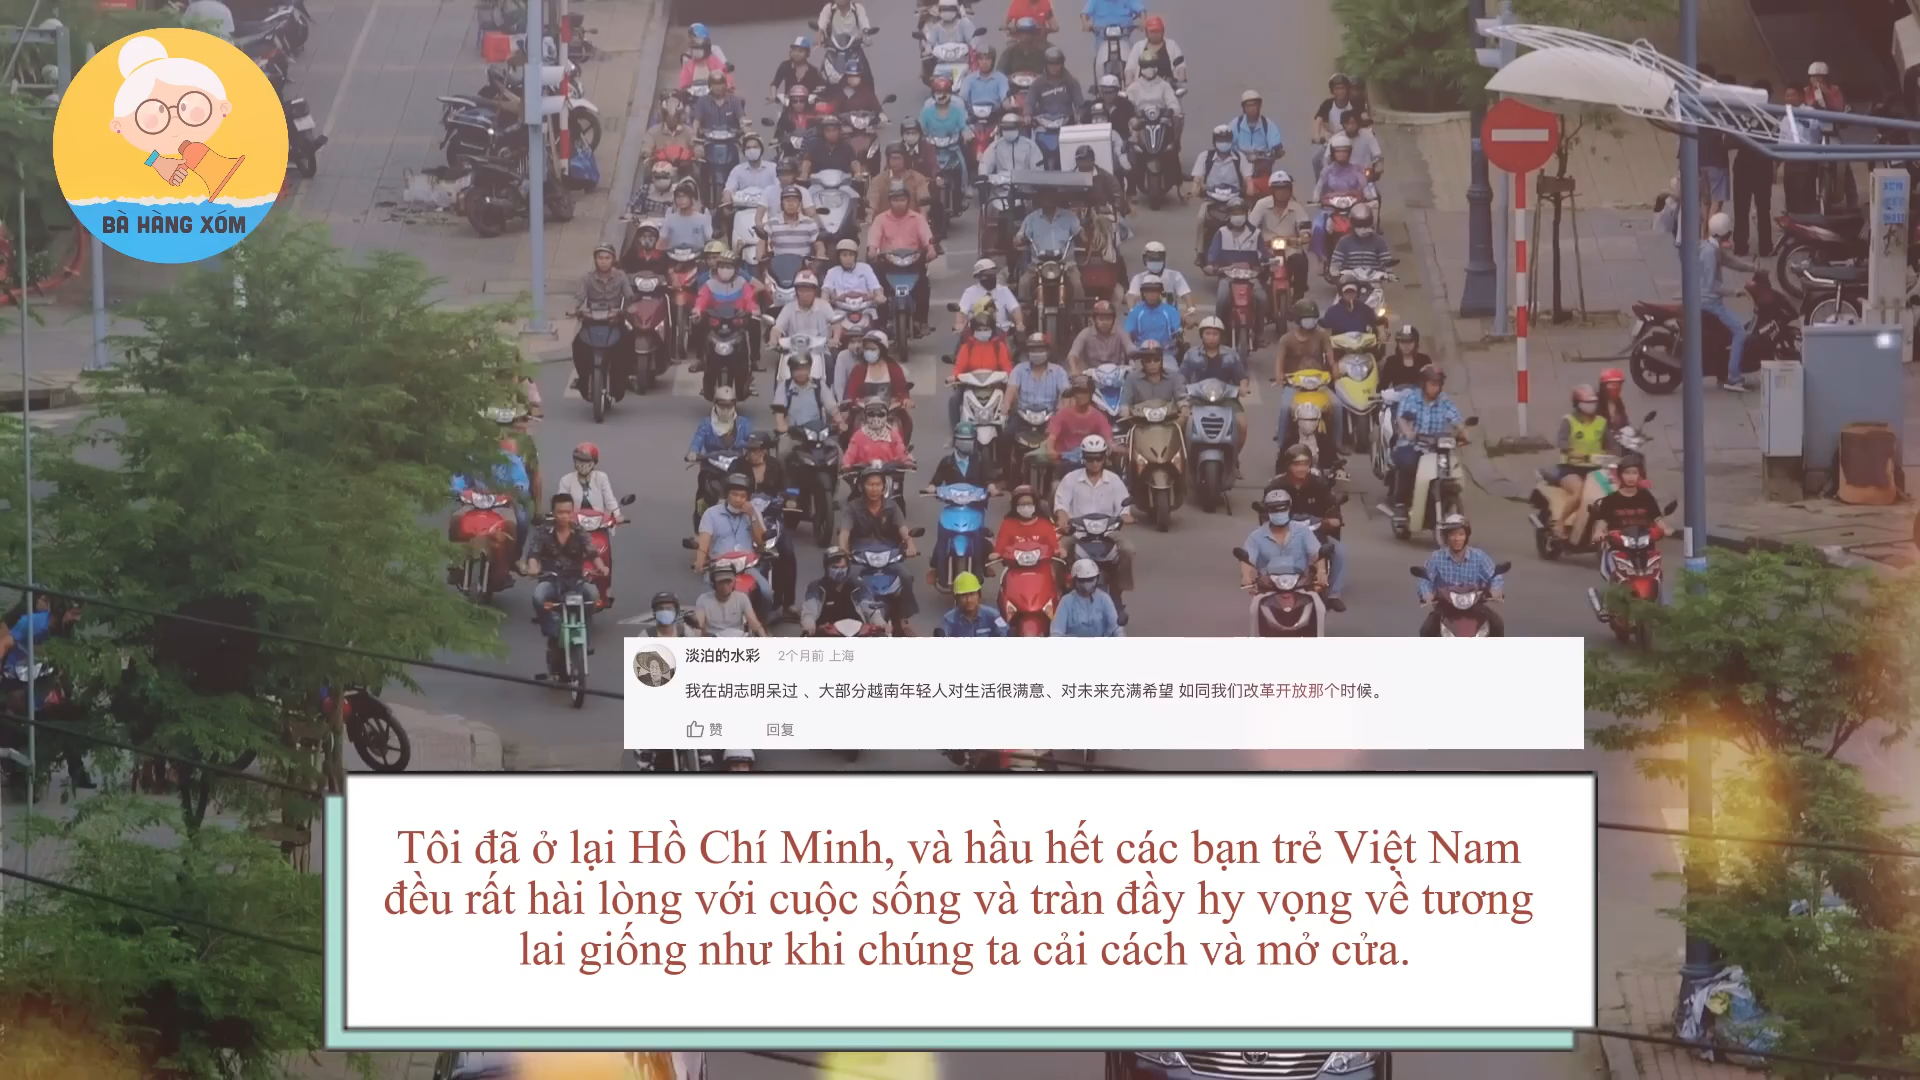 BÀ HÀNG XÓM
淡泊的水彩 2个月前 上海
我在胡志明呆过 、大部分越南年轻人对生活很满意、对未来充满希望 如同我们改革开放那个时候。
赞 回复
Tôi đã ở lại Hồ Chí Minh, và hầu hết các bạn trẻ Việt Nam
đều rất hài lòng với cuộc sống và tràn đầy hy vọng về tương
lai giống như khi chúng ta cải cách và mở cửa.